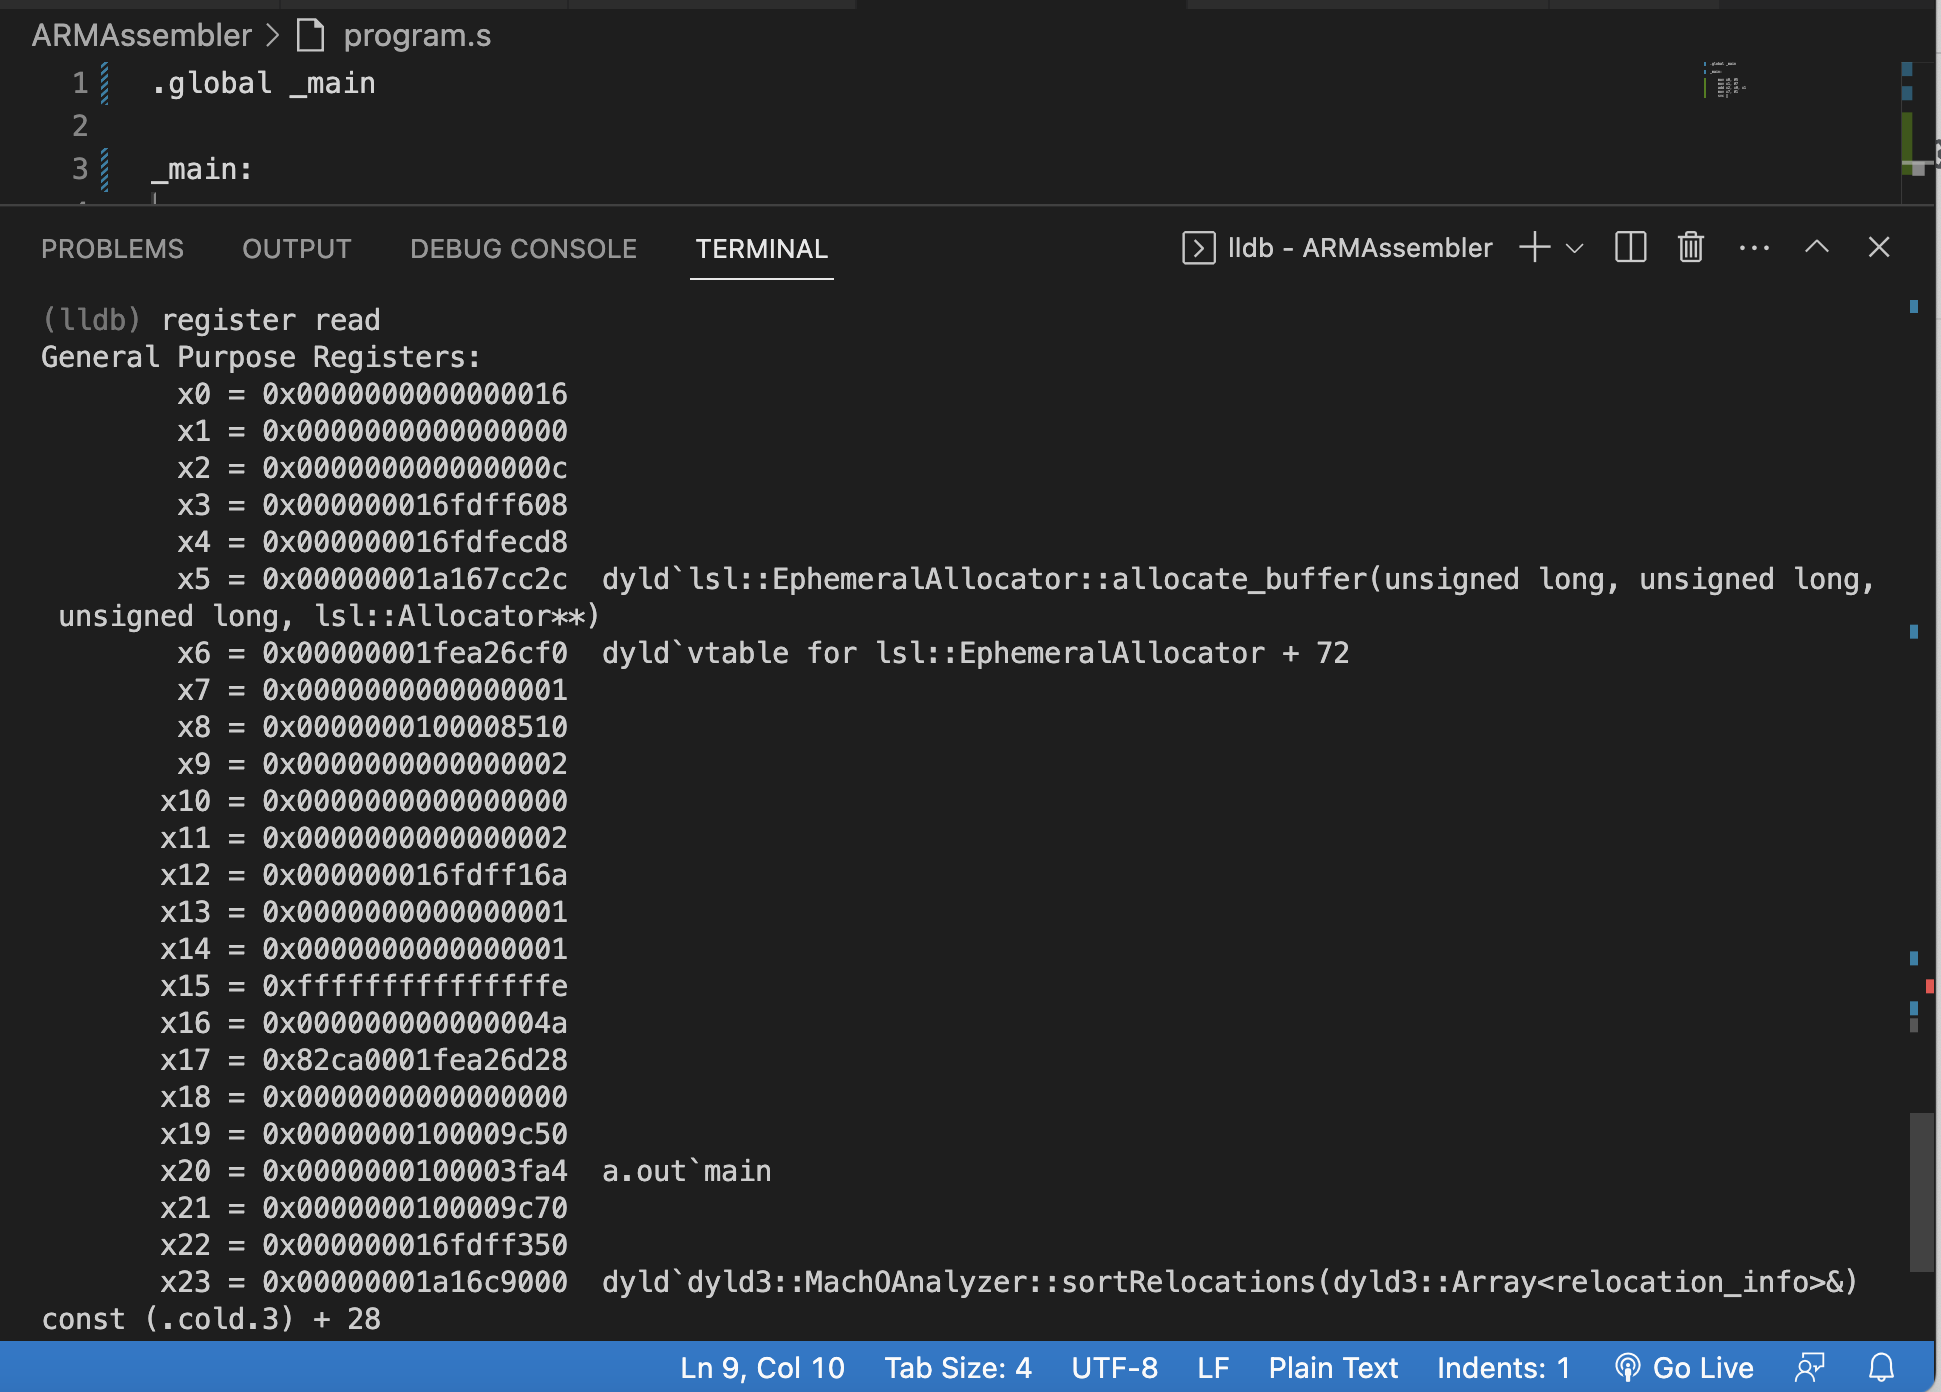 ARMAssembler > program.s
1 .global _main
2
3 _main:
PROBLEMS OUTPUT DEBUG CONSOLE TERMINAL lldb - ARMAssembler
(lldb) register read
General Purpose Registers:
x0 = 0x0000000000000016
x1 = 0x0000000000000000
x2 = 0x000000000000000c
x3 = 0x000000016fdff608
x4 = 0x000000016fdfecd8
x5 = 0x00000001a167cc2c dyld`lsl::EphemeralAllocator::allocate_buffer(unsigned long, unsigned long,
unsigned long, lsl::Allocator**)
x6 = 0x00000001fea26cf0 dyld`vtable for lsl::EphemeralAllocator + 72
x7 = 0x0000000000000001
x8 = 0x0000000100008510
x9 = 0x0000000000000002
x10 = 0x0000000000000000
x11 = 0x0000000000000002
x12 = 0x000000016fdff16a
x13 = 0x0000000000000001
x14 = 0x0000000000000001
x15 = 0xfffffffffffffffe
x16 = 0x000000000000004a
x17 = 0x82ca0001fea26d28
x18 = 0x0000000000000000
x19 = 0x0000000100009c50
x20 = 0x0000000100003fa4 a.out`main
x21 = 0x0000000100009c70
x22 = 0x000000016fdff350
x23 = 0x00000001a16c9000 dyld`dyld3::MachOAnalyzer::sortRelocations(dyld3::Array<relocation_info>&)
const (.cold.3) + 28
Ln 9, Col 10 Tab Size: 4 UTF-8 LF Plain Text Indents: 1 Go Live